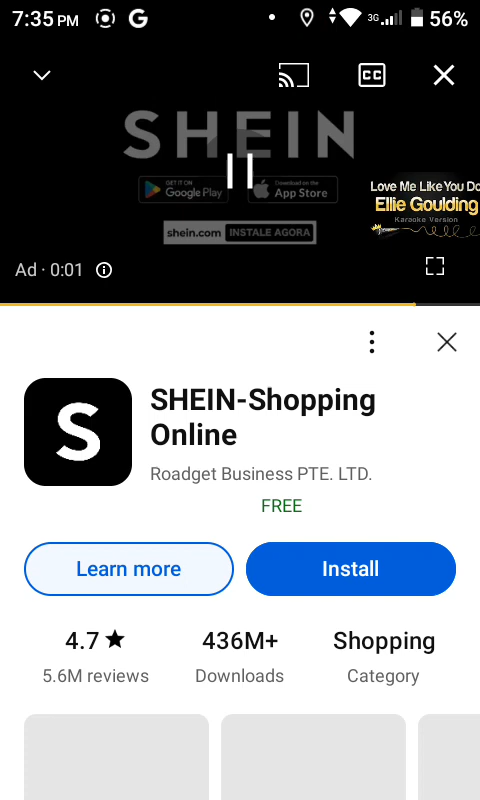 7:35 PM
3G
56%
CC
SHEIN
GET IT ON
Google Play
Download on the
App Store
shein.com INSTALE AGORA
Love Me Like You Do
Ellie Goulding
Karaoke Version
Ad · 0:01
S
SHEIN-Shopping
Online
Roadget Business PTE. LTD.
FREE
Learn more
Install
4.7★
436M+
Shopping
5.6M reviews
Downloads
Category